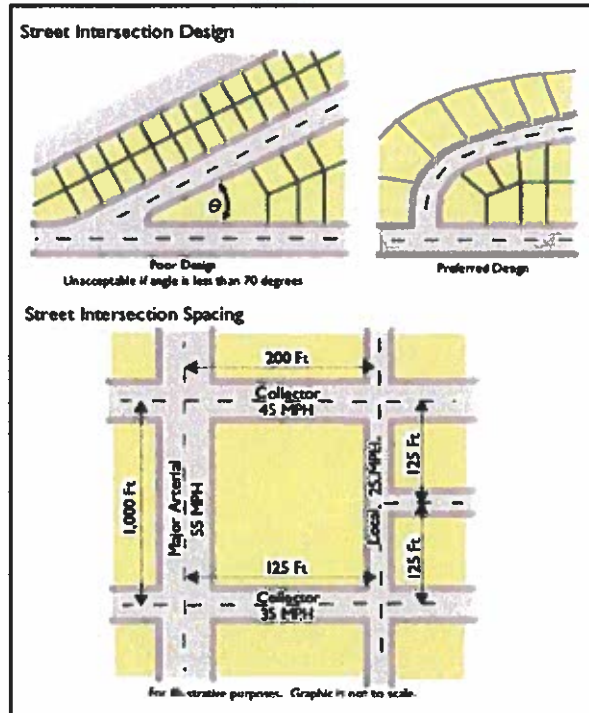 Street Intersection Design
θ
Poor Design
Unacceptable if angle is less than 70 degrees
Preferred Design
Street Intersection Spacing
200 Ft
Collector
45 MPH
1,000 Ft
Major Arterial
55 MPH
Local
25 MPH
125 Ft
125 Ft
125 Ft
Collector
35 MPH
For illustrative purposes. Graphic is not to scale.